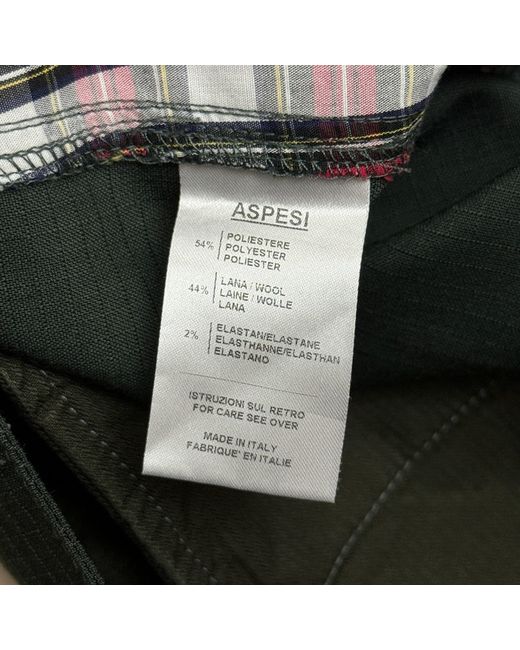 ASPESI
54% POLIESTERE
POLYESTER
POLIESTER
44% LANA / WOOL
LAINE / WOLLE
LANA
2% ELASTAN/ELASTANE
ELASTHANNE/ELASTHAN
ELASTANO
ISTRUZIONI SUL RETRO
FOR CARE SEE OVER
MADE IN ITALY
FABRIQUE' EN ITALIE